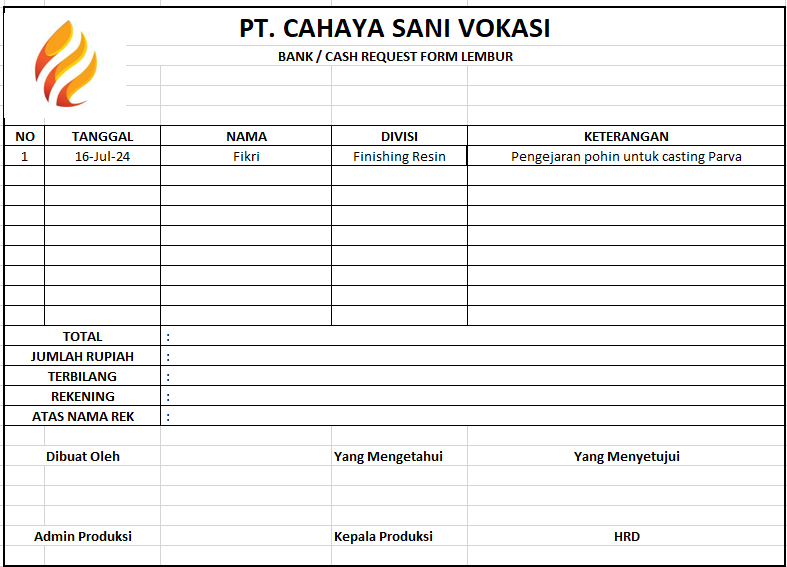 PT. CAHAYA SANI VOKASI
BANK / CASH REQUEST FORM LEMBUR
NO TANGGAL NAMA DIVISI KETERANGAN
1 16-Jul-24 Fikri Finishing Resin Pengejaran pohin untuk casting Parva
TOTAL :
JUMLAH RUPIAH :
TERBILANG :
REKENING :
ATAS NAMA REK :
Dibuat Oleh Yang Mengetahui Yang Menyetujui
Admin Produksi Kepala Produksi HRD